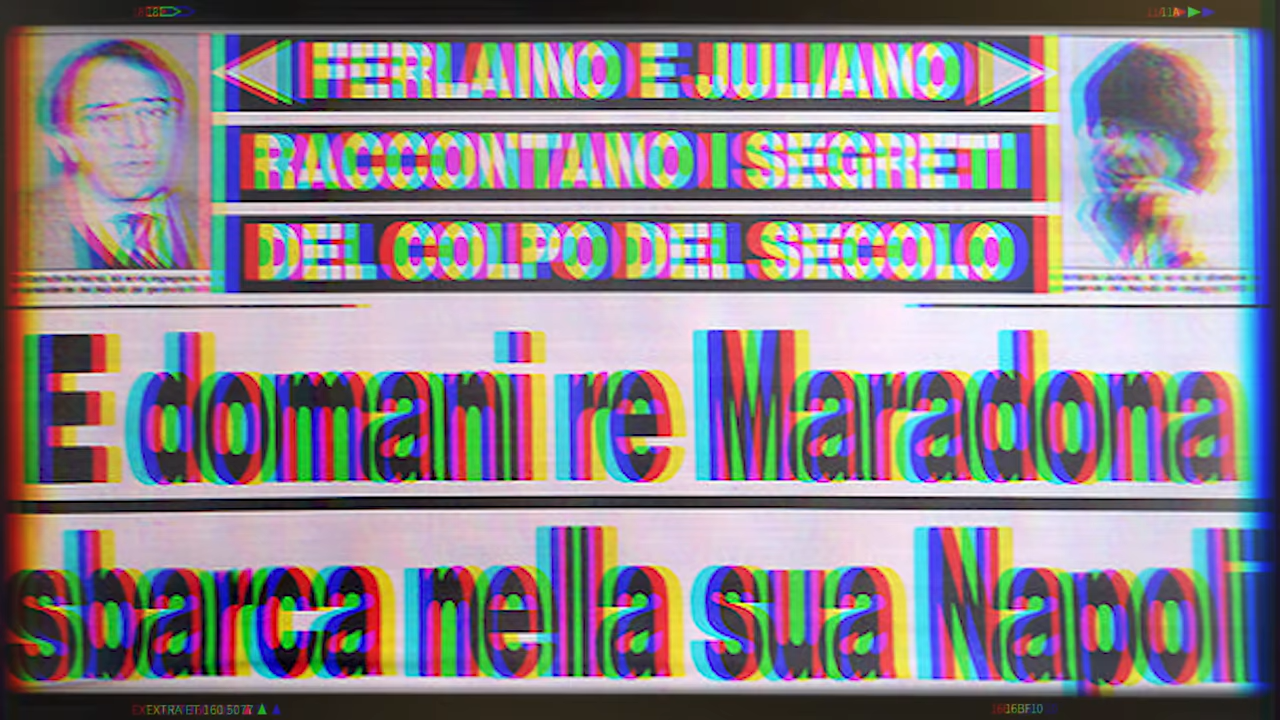 FERLAINO E JULIANO
RACCONTANO I SEGRETI
DEL COLPO DEL SECOLO
E domani re Maradona
sbarca nella sua Napoli